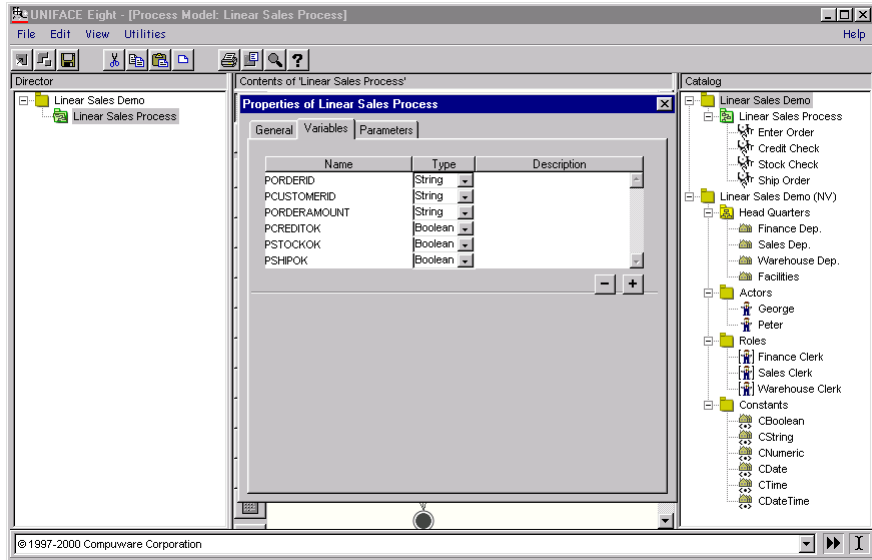 UNIFACE Eight - [Process Model: Linear Sales Process]
File Edit View Utilities Help
Director
Contents of 'Linear Sales Process'
Catalog
Linear Sales Demo
Linear Sales Process
Properties of Linear Sales Process
General Variables Parameters
Name Type Description
PORDERID String
PCUSTOMERID String
PORDERAMOUNT String
PCREDITOK Boolean
PSTOCKOK Boolean
PSHIPOK Boolean
Linear Sales Demo
Linear Sales Process
Enter Order
Credit Check
Stock Check
Ship Order
Linear Sales Demo (NV)
Head Quarters
Finance Dep.
Sales Dep.
Warehouse Dep.
Facilities
Actors
George
Peter
Roles
Finance Clerk
Sales Clerk
Warehouse Clerk
Constants
CBoolean
CString
CNumeric
CDate
CTime
CDateTime
© 1997-2000 Compuware Corporation